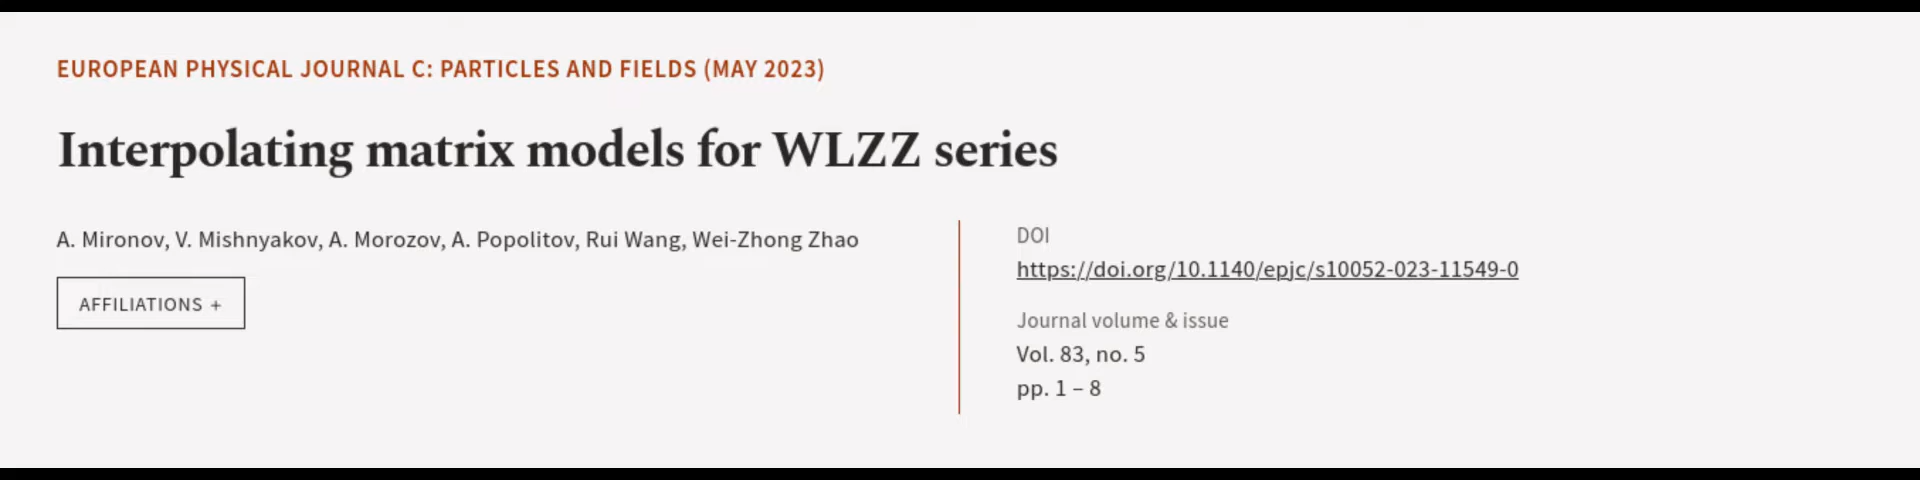 EUROPEAN PHYSICAL JOURNAL C: PARTICLES AND FIELDS (MAY 2023)
Interpolating matrix models for WLZZ series
A. Mironov, V. Mishnyakov, A. Morozov, A. Popolitov, Rui Wang, Wei-Zhong Zhao
AFFILIATIONS +
DOI
https://doi.org/10.1140/epjc/s10052-023-11549-0
Journal volume & issue
Vol. 83, no. 5
pp. 1 – 8